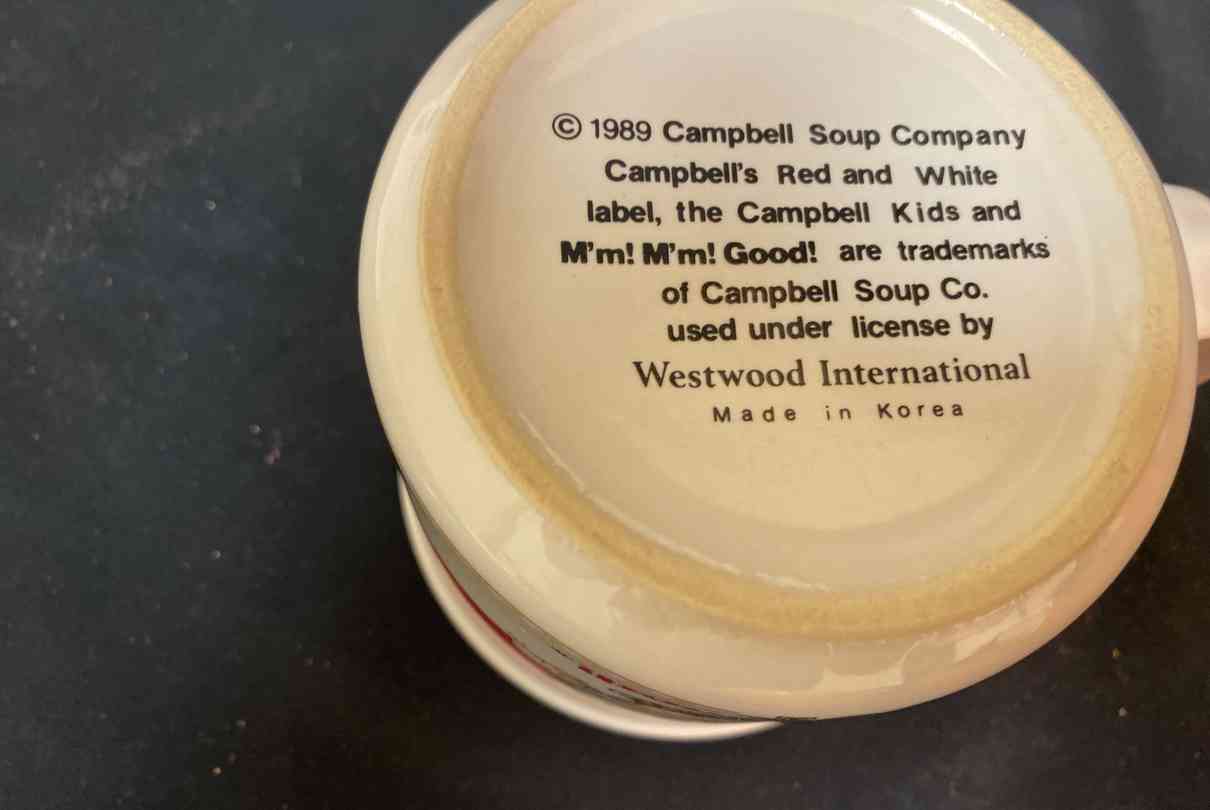 © 1989 Campbell Soup Company
Campbell's Red and White
label, the Campbell Kids and
M'm! M'm! Good! are trademarks
of Campbell Soup Co.
used under license by
Westwood International
Made in Korea